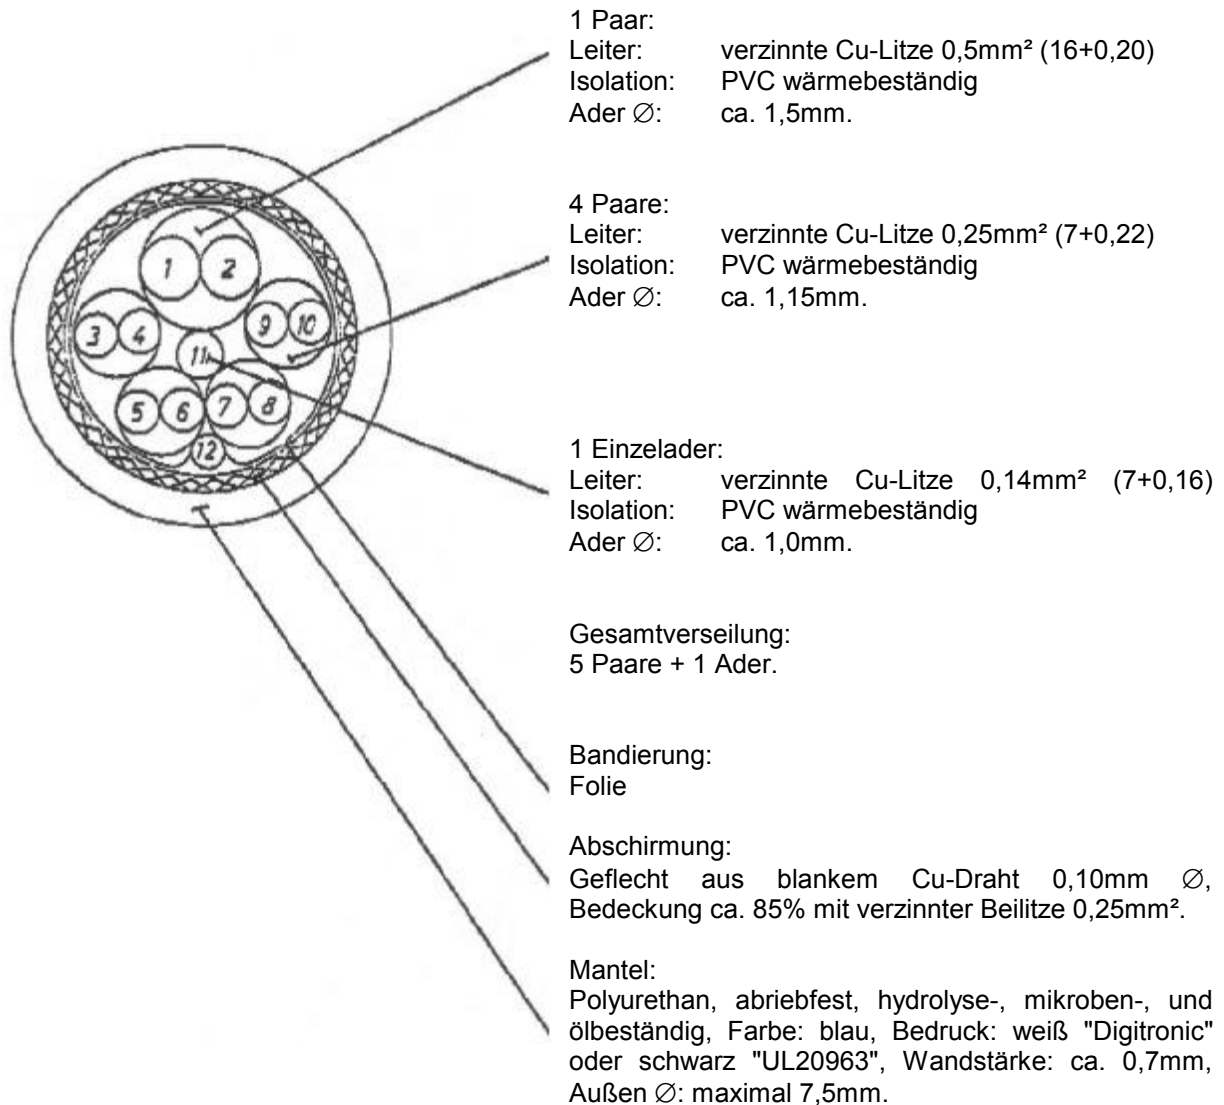 1 Paar:
Leiter: verzinnte Cu-Litze 0,5mm² (16+0,20)
Isolation: PVC wärmebeständig
Ader ∅: ca. 1,5mm.
4 Paare:
Leiter: verzinnte Cu-Litze 0,25mm² (7+0,22)
Isolation: PVC wärmebeständig
Ader ∅: ca. 1,15mm.
1 2
3 4
9 10
11
5 6 7 8
12
1 Einzelader:
Leiter: verzinnte Cu-Litze 0,14mm² (7+0,16)
Isolation: PVC wärmebeständig
Ader ∅: ca. 1,0mm.
Gesamtverseilung:
5 Paare + 1 Ader.
Bandierung:
Folie
Abschirmung:
Geflecht aus blankem Cu-Draht 0,10mm ∅,
Bedeckung ca. 85% mit verzinnter Beilitze 0,25mm².
Mantel:
Polyurethan, abriebfest, hydrolyse-, mikroben-, und
ölbeständig, Farbe: blau, Bedruck: weiß "Digitronic"
oder schwarz "UL20963", Wandstärke: ca. 0,7mm,
Außen ∅: maximal 7,5mm.